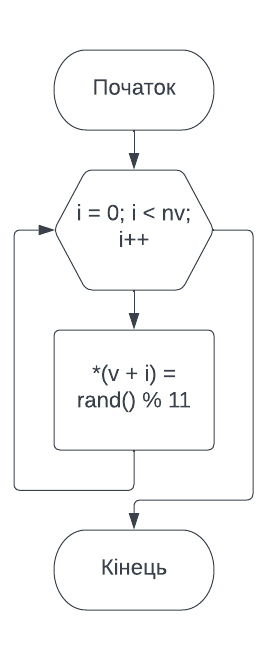 Початок
i = 0; i < nv;
i++
*(v + i) =
rand() % 11
Кінець